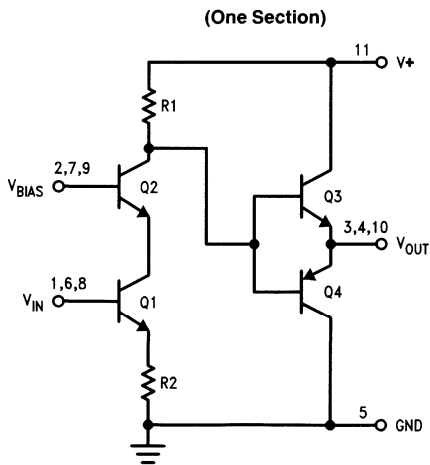 (One Section)
11
V+
R1
2,7,9
VBIAS
Q2
Q3
3,4,10
VOUT
1,6,8
VIN
Q1
Q4
R2
5
GND